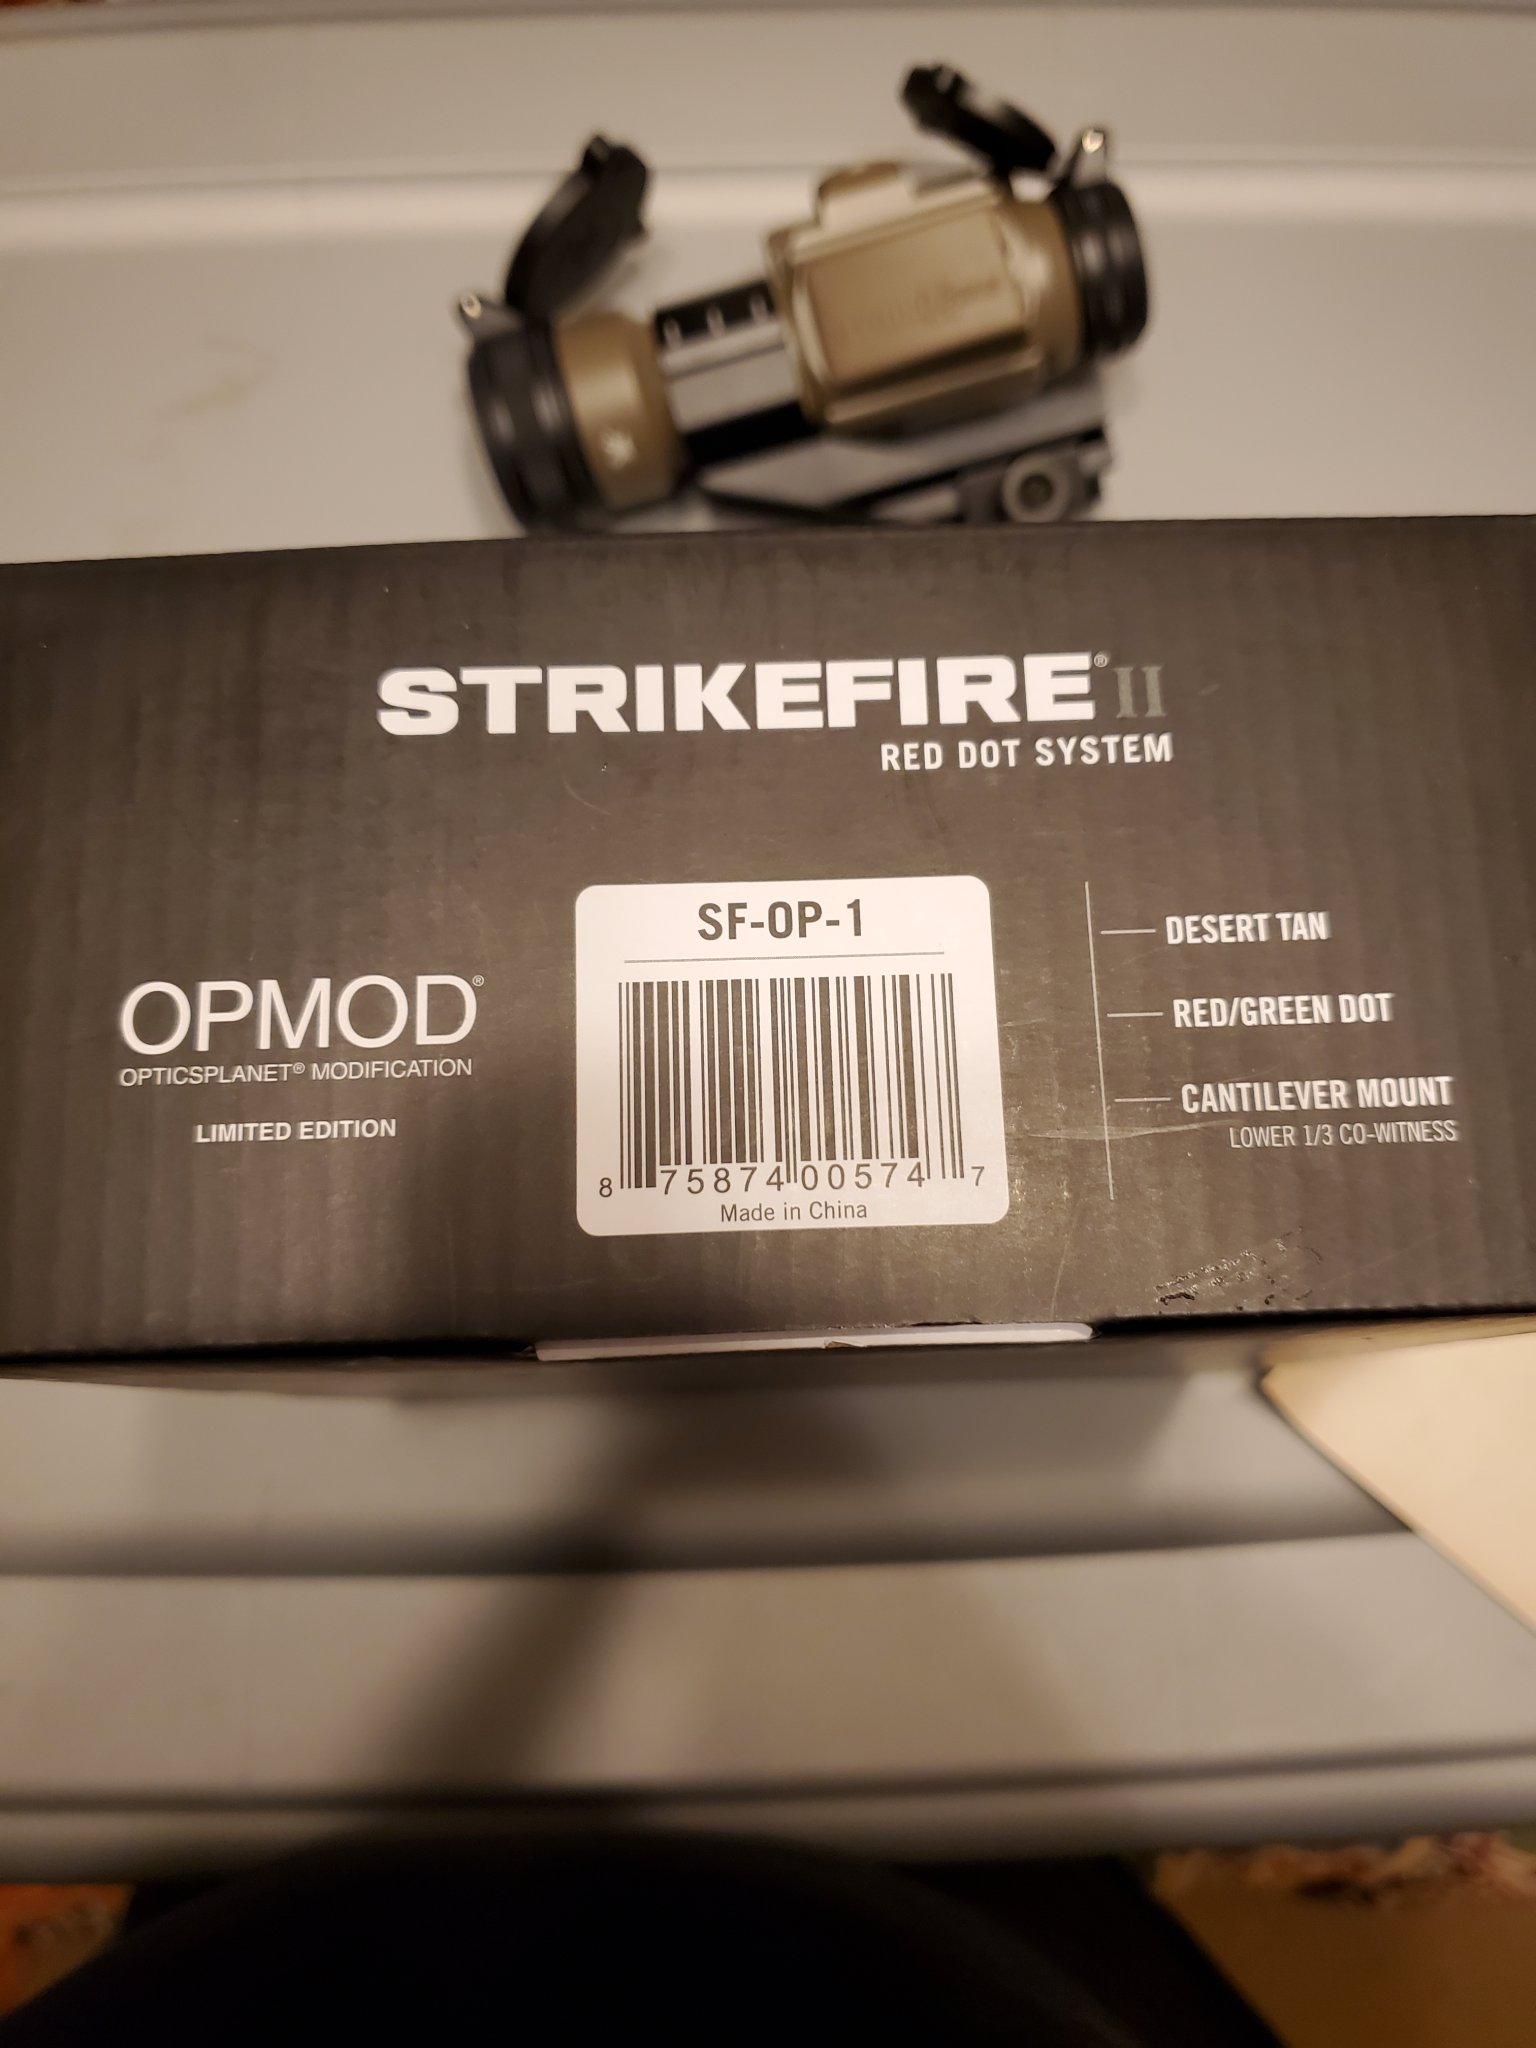 STRIKEFIRE® II
RED DOT SYSTEM
SF-OP-1
OPMOD®
OPTICSPLANET® MODIFICATION
LIMITED EDITION
8 75874 00574 7
Made in China
DESERT TAN
RED/GREEN DOT
CANTILEVER MOUNT
LOWER 1/3 CO-WITNESS